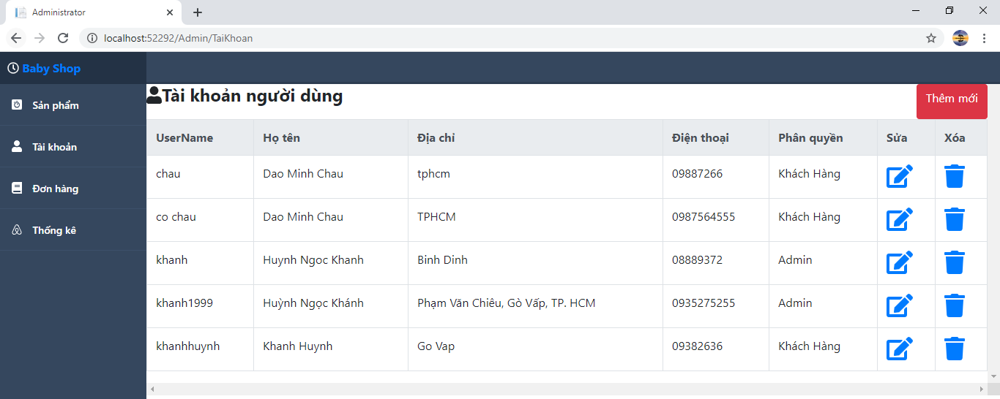 Administrator
localhost:52292/Admin/TaiKhoan
Baby Shop
Sản phẩm
Tài khoản
Đơn hàng
Thống kê
Tài khoản người dùng
Thêm mới
UserName Họ tên Địa chỉ Điện thoại Phân quyền Sửa Xóa
chau Dao Minh Chau tphcm 09887266 Khách Hàng
co chau Dao Minh Chau TPHCM 0987564555 Khách Hàng
khanh Huynh Ngoc Khanh Binh Dinh 08889372 Admin
khanh1999 Huỳnh Ngọc Khánh Phạm Văn Chiêu, Gò Vấp, TP. HCM 0935275255 Admin
khanhhuynh Khanh Huynh Go Vap 09382636 Khách Hàng